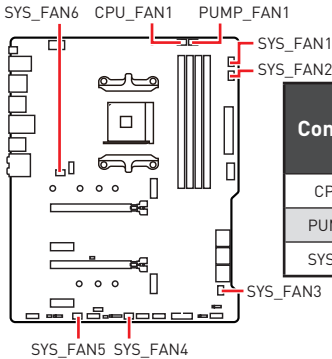 SYS_FAN6 CPU_FAN1 PUMP_FAN1
SYS_FAN1
SYS_FAN2
Con
CP
PUM
SYS
SYS_FAN3
SYS_FAN5 SYS_FAN4